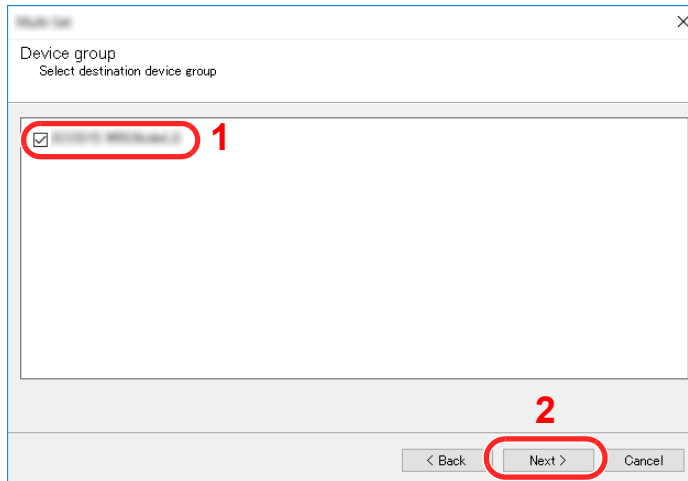 Device group
Select destination device group
1
2
< Back
Next >
Cancel